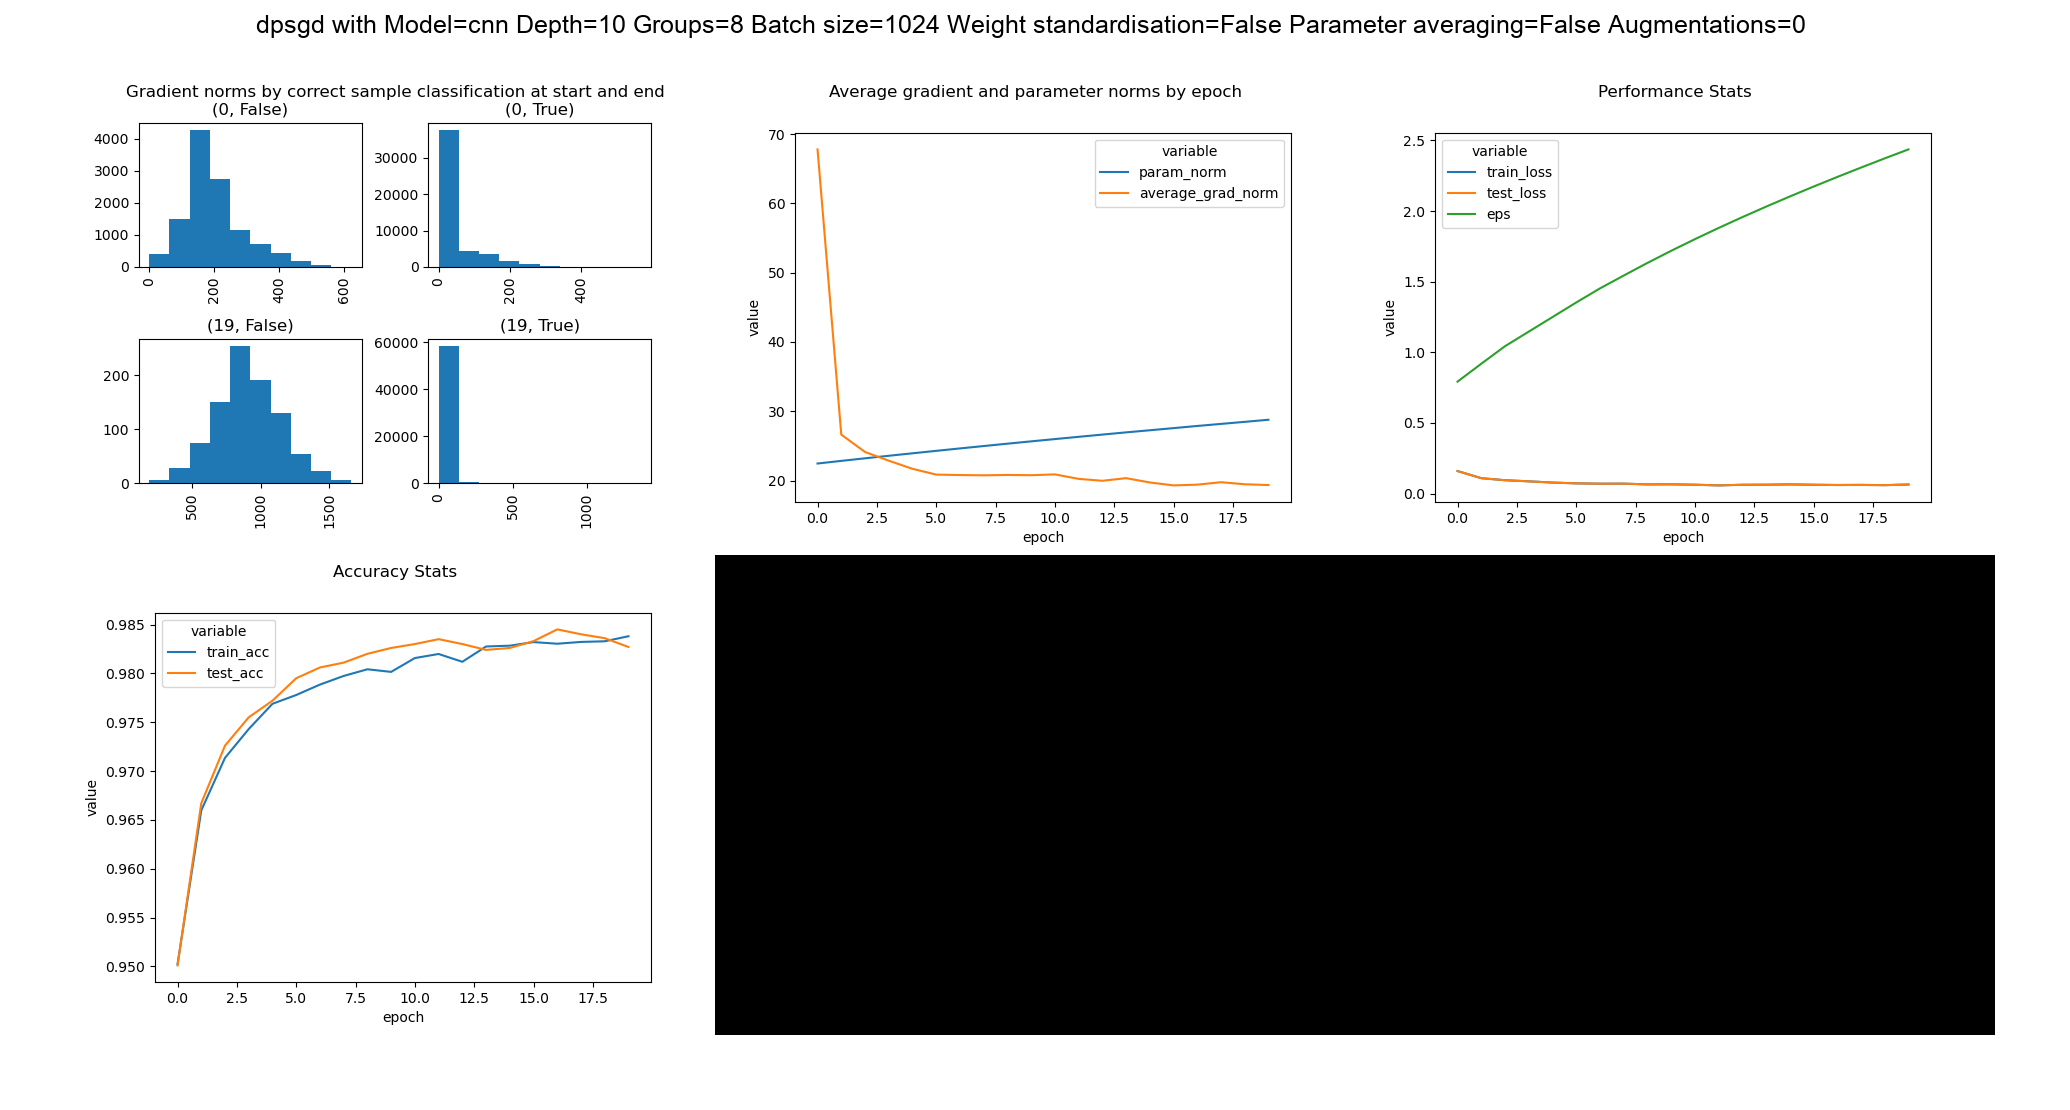 dpsgd with Model=cnn Depth=10 Groups=8 Batch size=1024 Weight standardisation=False Parameter averaging=False Augmentations=0
Gradient norms by correct sample classification at start and end
(0, False)
4000
3000
2000
1000
0
0
200
400
600
(0, True)
30000
20000
10000
0
0
200
400
(19, False)
200
100
0
500
1000
1500
(19, True)
60000
40000
20000
0
0
500
1000
Average gradient and parameter norms by epoch
variable
param_norm
average_grad_norm
value
70
60
50
40
30
20
0.0 2.5 5.0 7.5 10.0 12.5 15.0 17.5
epoch
Performance Stats
variable
train_loss
test_loss
eps
value
2.5
2.0
1.5
1.0
0.5
0.0
0.0 2.5 5.0 7.5 10.0 12.5 15.0 17.5
epoch
Accuracy Stats
variable
train_acc
test_acc
value
0.985
0.980
0.975
0.970
0.965
0.960
0.955
0.950
0.0 2.5 5.0 7.5 10.0 12.5 15.0 17.5
epoch